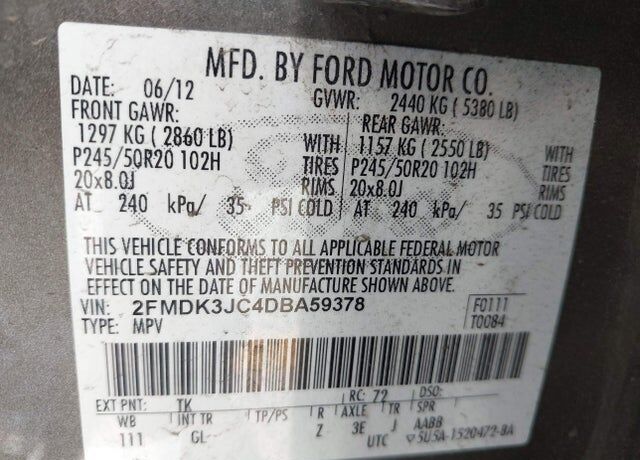 MFD. BY FORD MOTOR CO.
DATE: 06/12 GVWR: 2440 KG ( 5380 LB)
FRONT GAWR: REAR GAWR:
1297 KG ( 2860 LB) WITH 1157 KG ( 2550 LB) WITH
P245/50R20 102H TIRES P245/50R20 102H TIRES
20x8.0J RIMS 20x8.0J RIMS
AT 240 kPa/ 35 PSI COLD AT 240 kPa/ 35 PSI COLD
THIS VEHICLE CONFORMS TO ALL APPLICABLE FEDERAL MOTOR
VEHICLE SAFETY AND THEFT PREVENTION STANDARDS IN
EFFECT ON THE DATE OF MANUFACTURE SHOWN ABOVE.
VIN: 2FMDK3JC4DBA59378 F0111
TYPE: MPV T0084
EXT PNT: TK RC: 72 DSO:
WB INT TR TP/PS R AXLE TR SPR
111 GL Z 3E J AABB
UTC 5U5A-1520472-BA